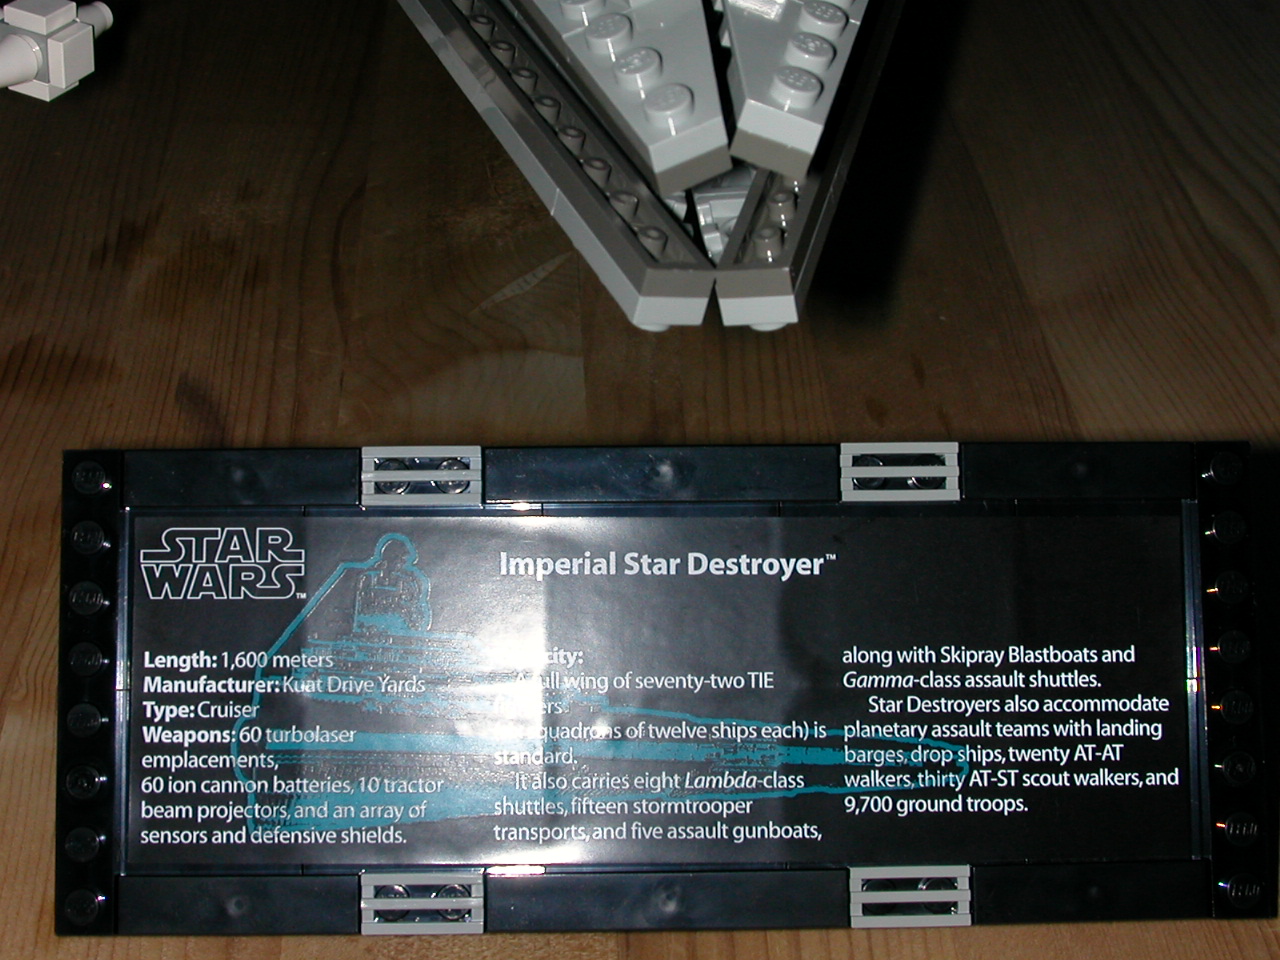 STAR
WARS™
Imperial Star Destroyer™
Length: 1,600 meters
Manufacturer: Kuat Drive Yards
Type: Cruiser
Weapons: 60 turbolaser
emplacements,
60 ion cannon batteries, 10 tractor
beam projectors, and an array of
sensors and defensive shields.
full wing of seventy-two TIE
squadrons of twelve ships each) is
standard.
It also carries eight Lambda-class
shuttles, fifteen stormtrooper
transports, and five assault gunboats,
along with Skipray Blastboats and
Gamma-class assault shuttles.
Star Destroyers also accommodate
planetary assault teams with landing
barges, drop ships, twenty AT-AT
walkers, thirty AT-ST scout walkers, and
9,700 ground troops.